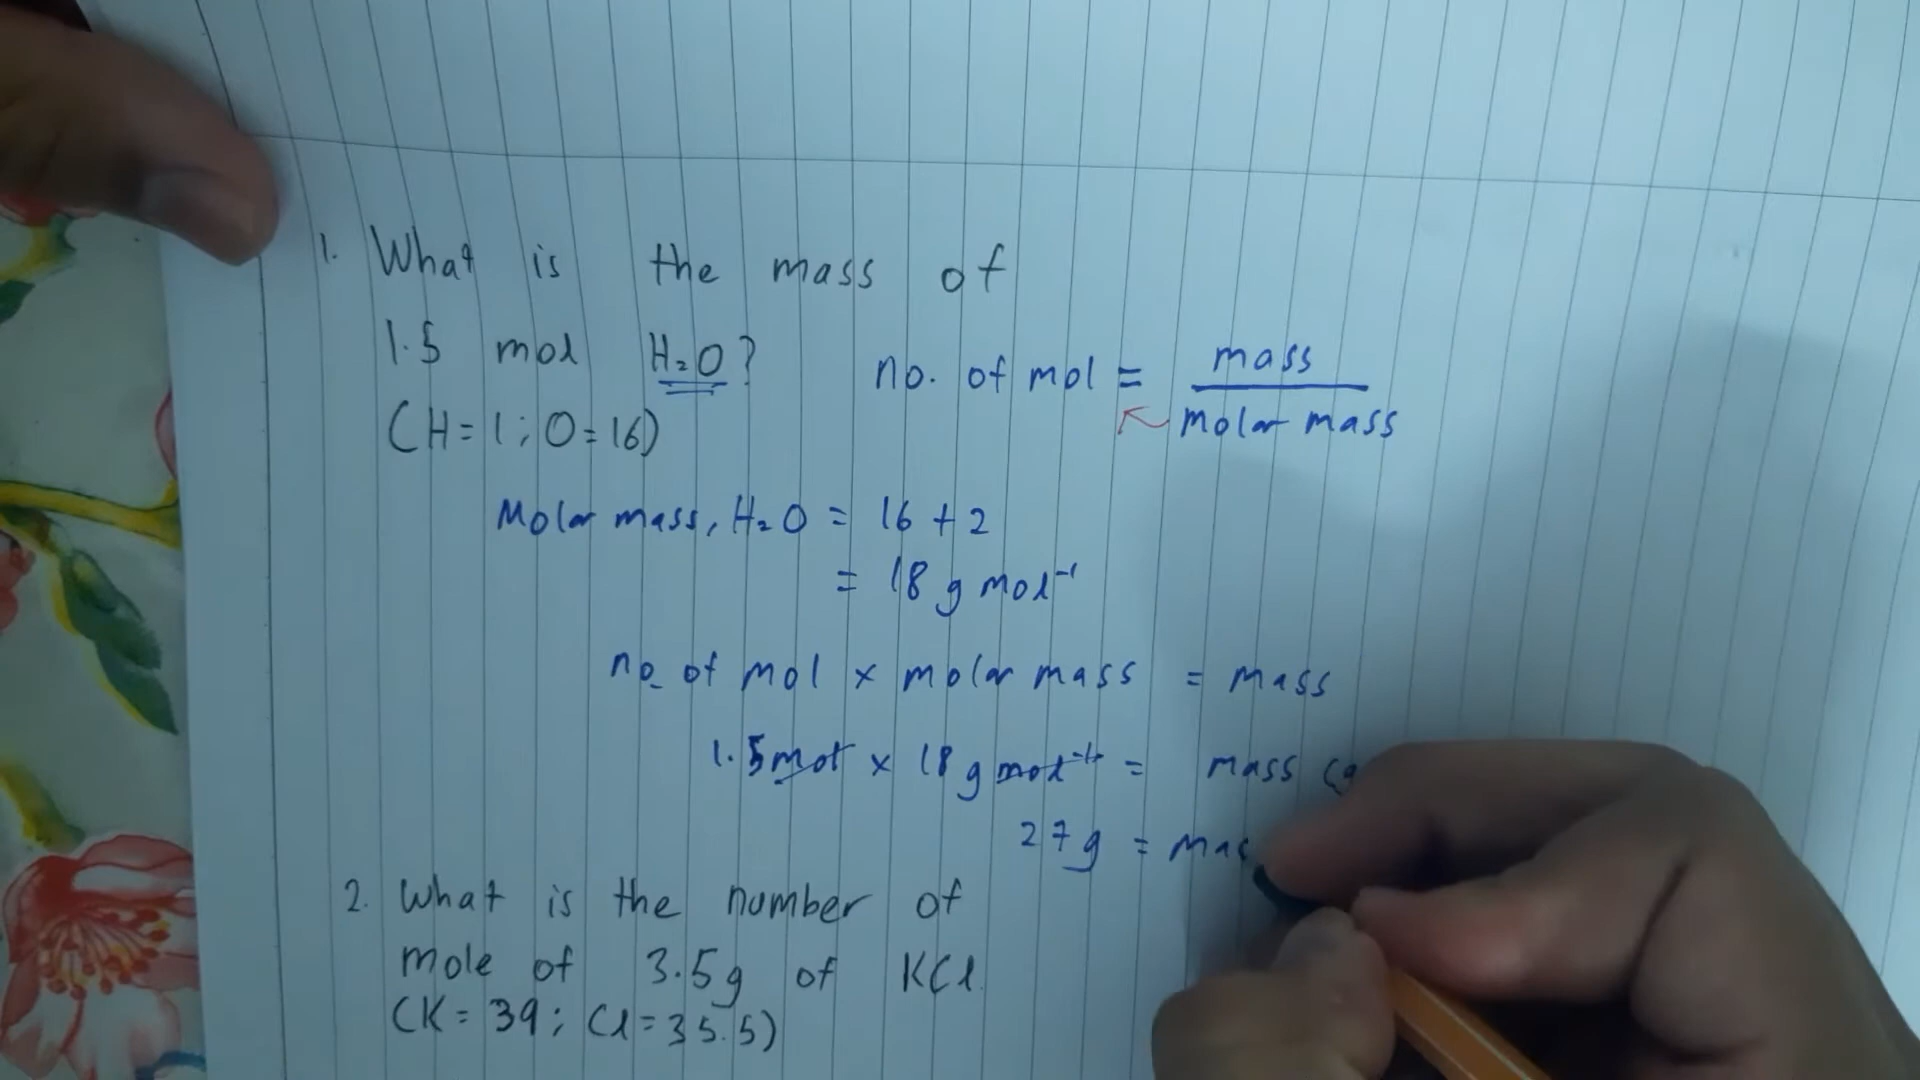 1. What is the mass of
1.5 mol H₂O?
(H=1; O=16)
no. of mol = mass
molar mass
Molar mass, H₂O = 16 + 2
= 18 g mol⁻¹
no. of mol x molar mass = mass
1.5 mol x 18 g mol⁻¹ = mass (g
27g = mas
2. What is the number of
mole of 3.5g of KCl.
(K = 39; Cl = 35.5)